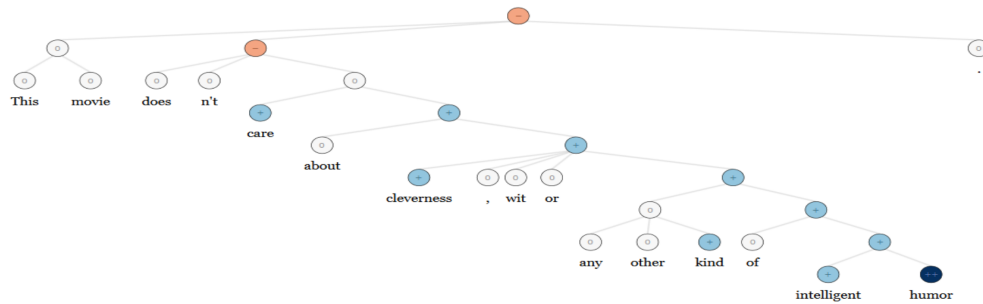 −
o − o
o o o o o
This movie does n't
+ +
care
o +
about
+ o o o +
cleverness , wit or
o +
o o + o +
any other kind of
+ ++
intelligent humor
.